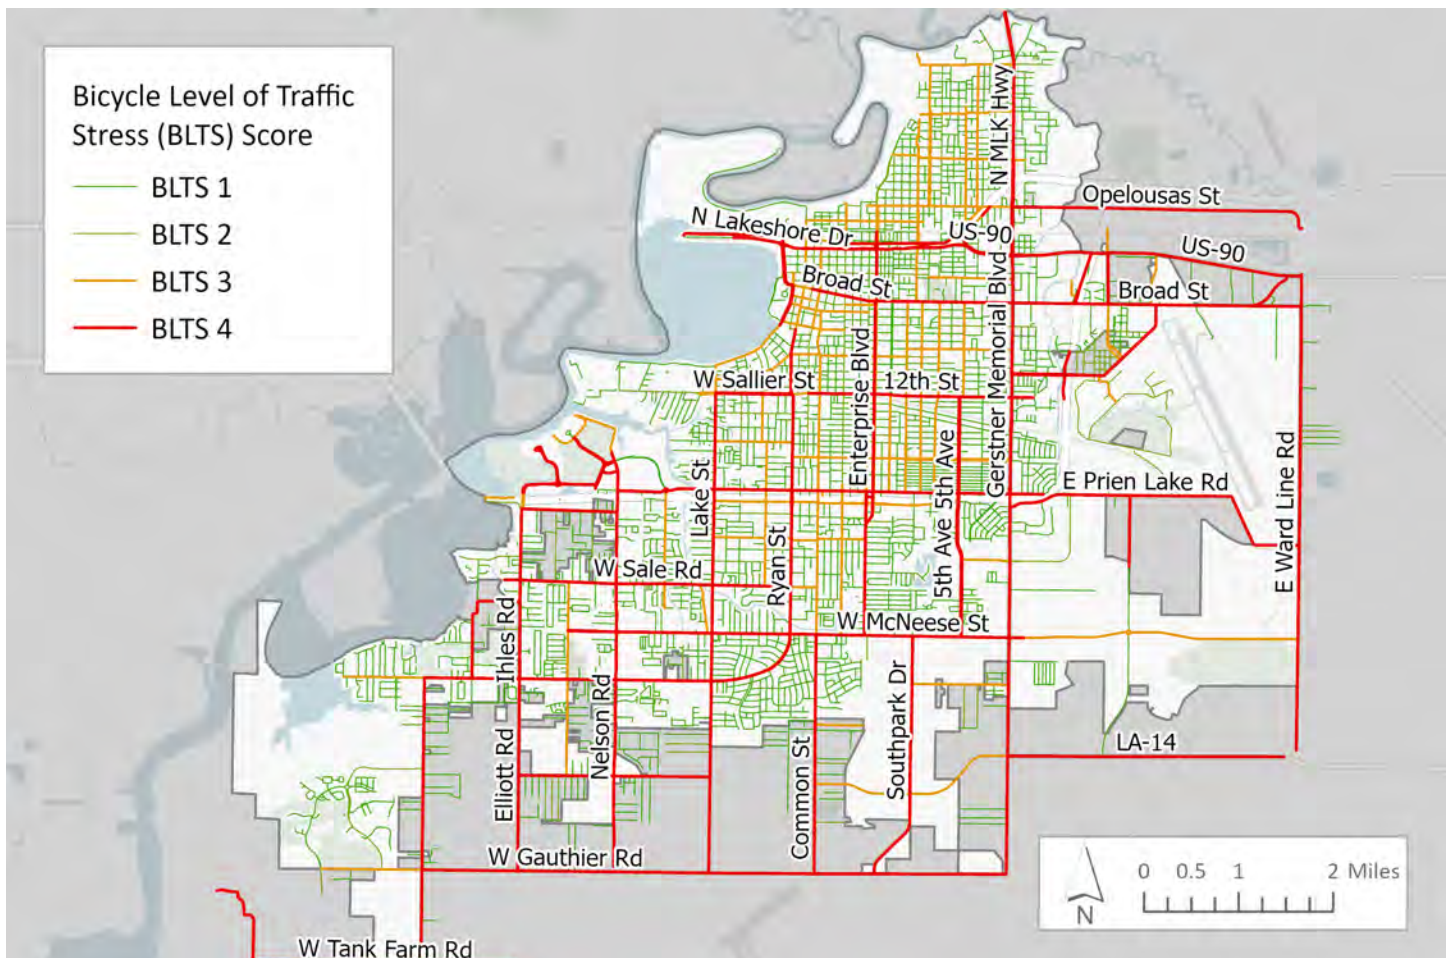 Bicycle Level of Traffic
Stress (BLTS) Score
BLTS 1
BLTS 2
BLTS 3
BLTS 4
N MLK Hwy
Opelousas St
N Lakeshore Dr
US-90
US-90
Broad St
Broad St
Gerstner Memorial Blvd
Enterprise Blvd
W Sallier St
12th St
5th Ave
5th Ave
Lake St
E Prien Lake Rd
E Ward Line Rd
Ryan St
W Sale Rd
W McNeese St
Ihles Rd
Nelson Rd
Elliott Rd
Southpark Dr
Common St
LA-14
W Gauthier Rd
W Tank Farm Rd
N
0 0.5 1 2 Miles